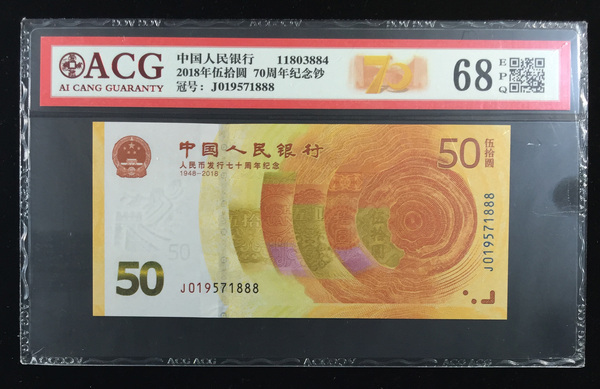 ACG
AI CANG GUARANTY
中国人民银行 11803884
2018年伍拾圆 70周年纪念钞
冠号: J019571888
70
68
EPQ
中国人民银行
人民币发行七十周年纪念
1948-2018
50
伍拾圆
50
50
J019571888
J019571888
ACG ACG